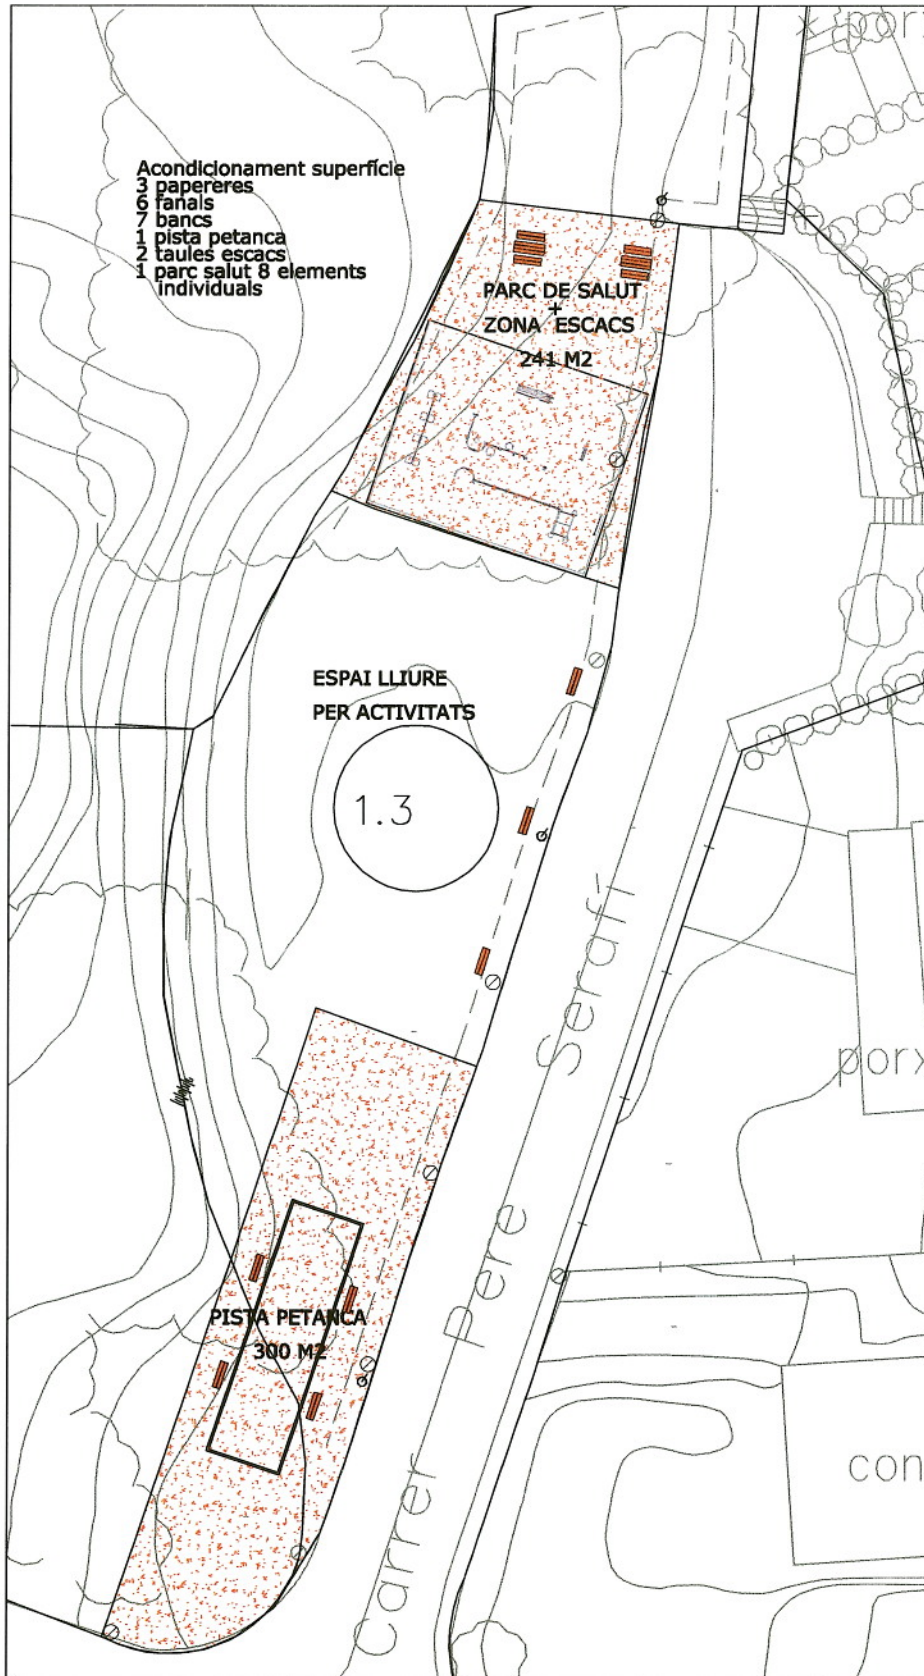 porx
Acondicionament superfície
3 papereres
6 fanals
7 bancs
1 pista petanca
2 taules escacs
1 parc salut 8 elements
individuals
PARC DE SALUT
+
ZONA ESCACS
241 M2
ESPAI LLIURE
PER ACTIVITATS
1.3
Carrer Pere Serafí
porx
PISTA PETANCA
300 M2
con